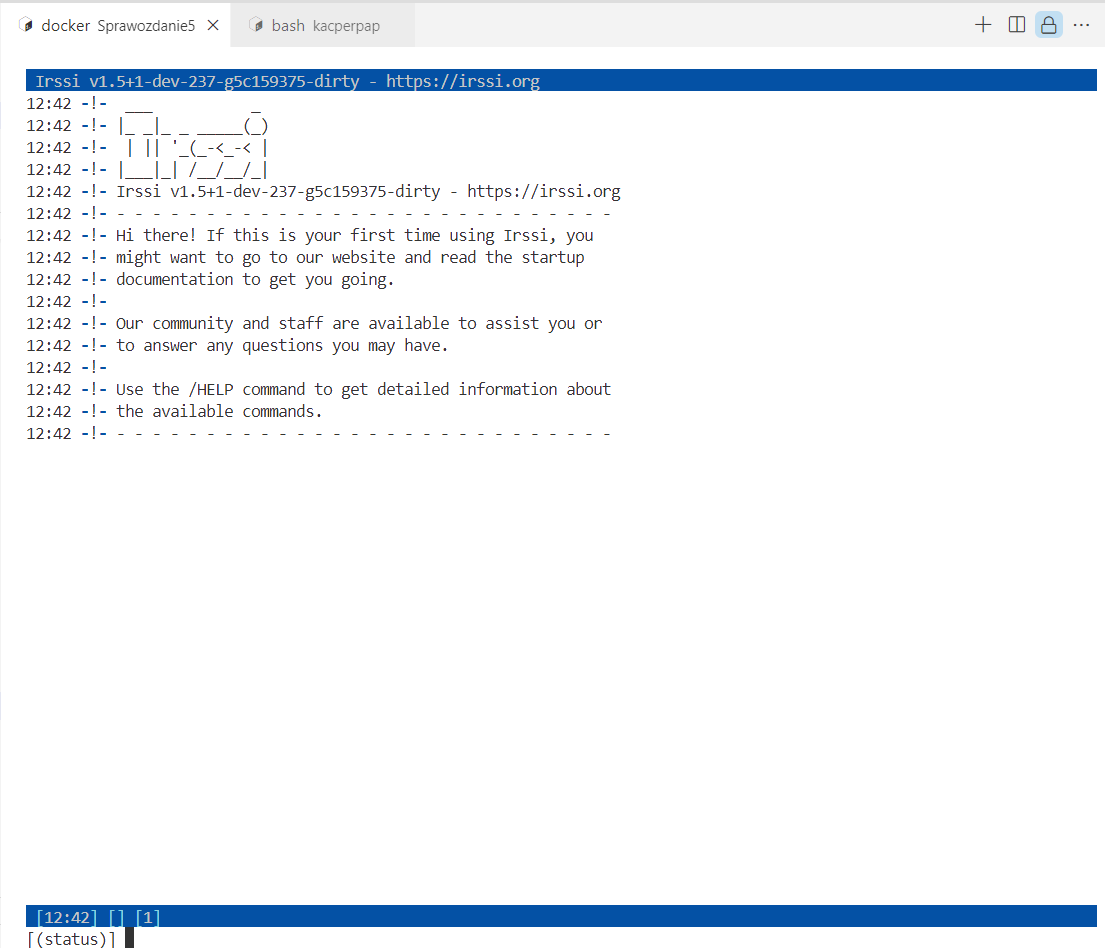 docker Sprawozdanie5
bash kacperpap
Irssi v1.5+1-dev-237-g5c159375-dirty - https://irssi.org
12:42 -!-  ___           _
12:42 -!- |_ _|_ _ _____(_)
12:42 -!-  | || '_(_-<_-< |
12:42 -!- |___|_| /__/__/_|
12:42 -!- Irssi v1.5+1-dev-237-g5c159375-dirty - https://irssi.org
12:42 -!- - - - - - - - - - - - - - - - - - - - - - - - - - - - -
12:42 -!- Hi there! If this is your first time using Irssi, you
12:42 -!- might want to go to our website and read the startup
12:42 -!- documentation to get you going.
12:42 -!-
12:42 -!- Our community and staff are available to assist you or
12:42 -!- to answer any questions you may have.
12:42 -!-
12:42 -!- Use the /HELP command to get detailed information about
12:42 -!- the available commands.
12:42 -!- - - - - - - - - - - - - - - - - - - - - - - - - - - - -
[12:42] [] [1]
[(status)]